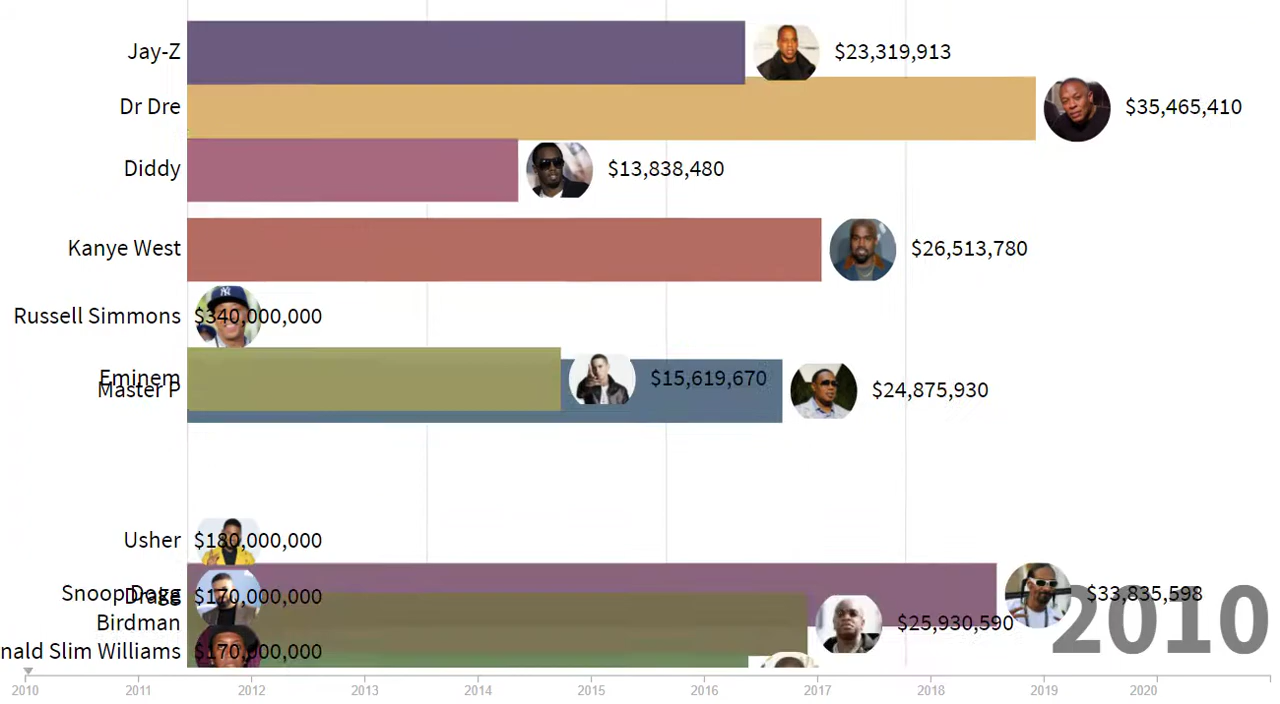 Jay-Z $23,319,913
Dr Dre $35,465,410
Diddy $13,838,480
Kanye West $26,513,780
Russell Simmons $340,000,000
Eminem $15,619,670
Master P $24,875,930
Usher $180,000,000
Snoop Dogg $33,835,598
Drake $170,000,000
Birdman $25,930,590
nald Slim Williams $170,000,000
2010
2010 2011 2012 2013 2014 2015 2016 2017 2018 2019 2020